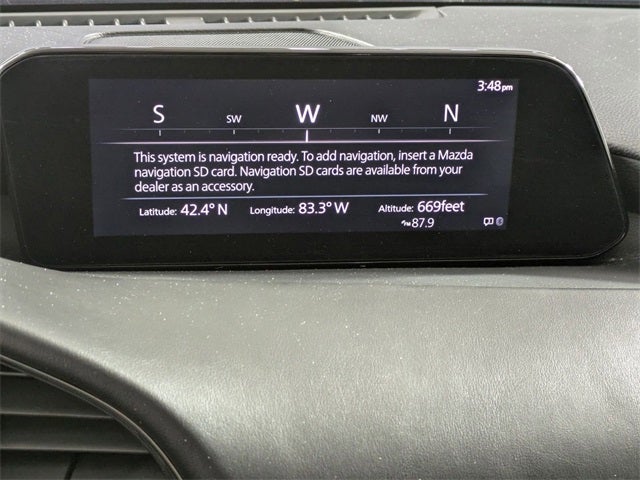 3:48pm
S SW W NW N
This system is navigation ready. To add navigation, insert a Mazda
navigation SD card. Navigation SD cards are available from your
dealer as an accessory.
Latitude: 42.4° N Longitude: 83.3° W Altitude: 669feet
FM 87.9